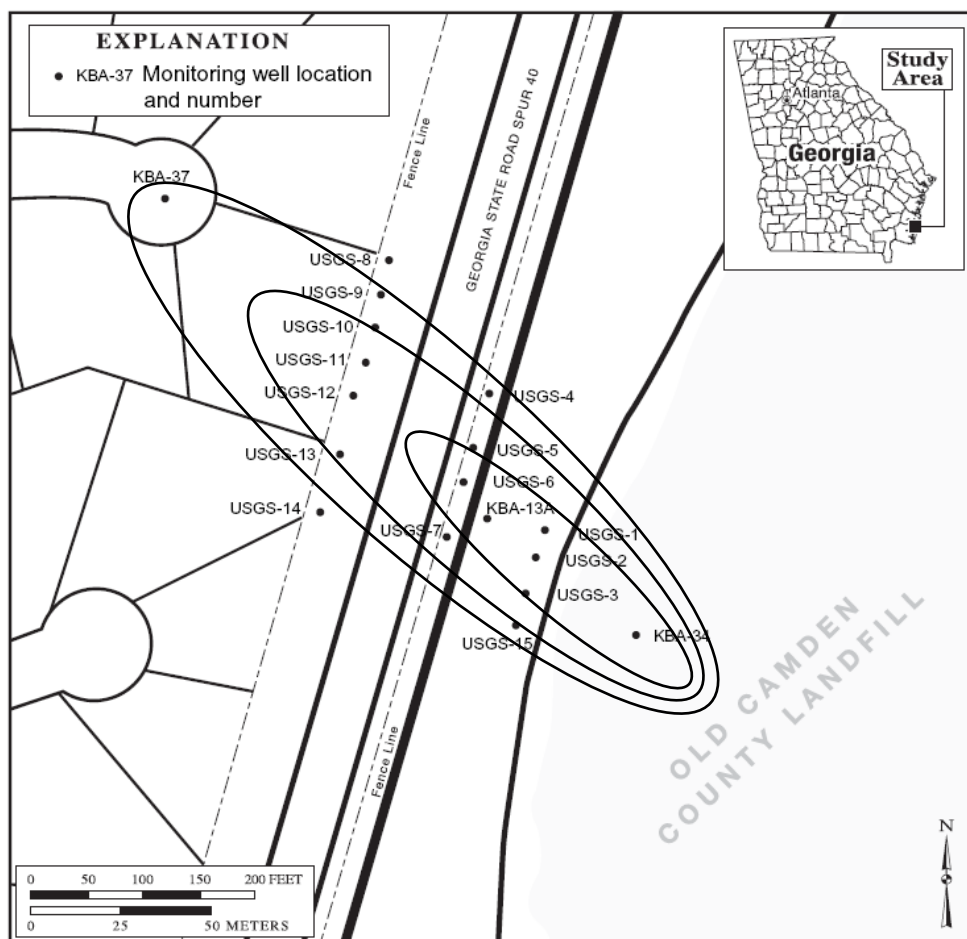 EXPLANATION
• KBA-37 Monitoring well location
and number
Study
Area
Atlanta
Georgia
Fence Line
GEORGIA STATE ROAD SPUR 40
KBA-37
USGS-8
USGS-9
USGS-10
USGS-11
USGS-12
USGS-4
USGS-13
USGS-5
USGS-6
USGS-14
KBA-13A
USGS-7
USGS-1
USGS-2
USGS-3
USGS-15
KBA-34
OLD CAMDEN
COUNTY LANDFILL
Fence Line
N
0 50 100 150 200 FEET
0 25 50 METERS